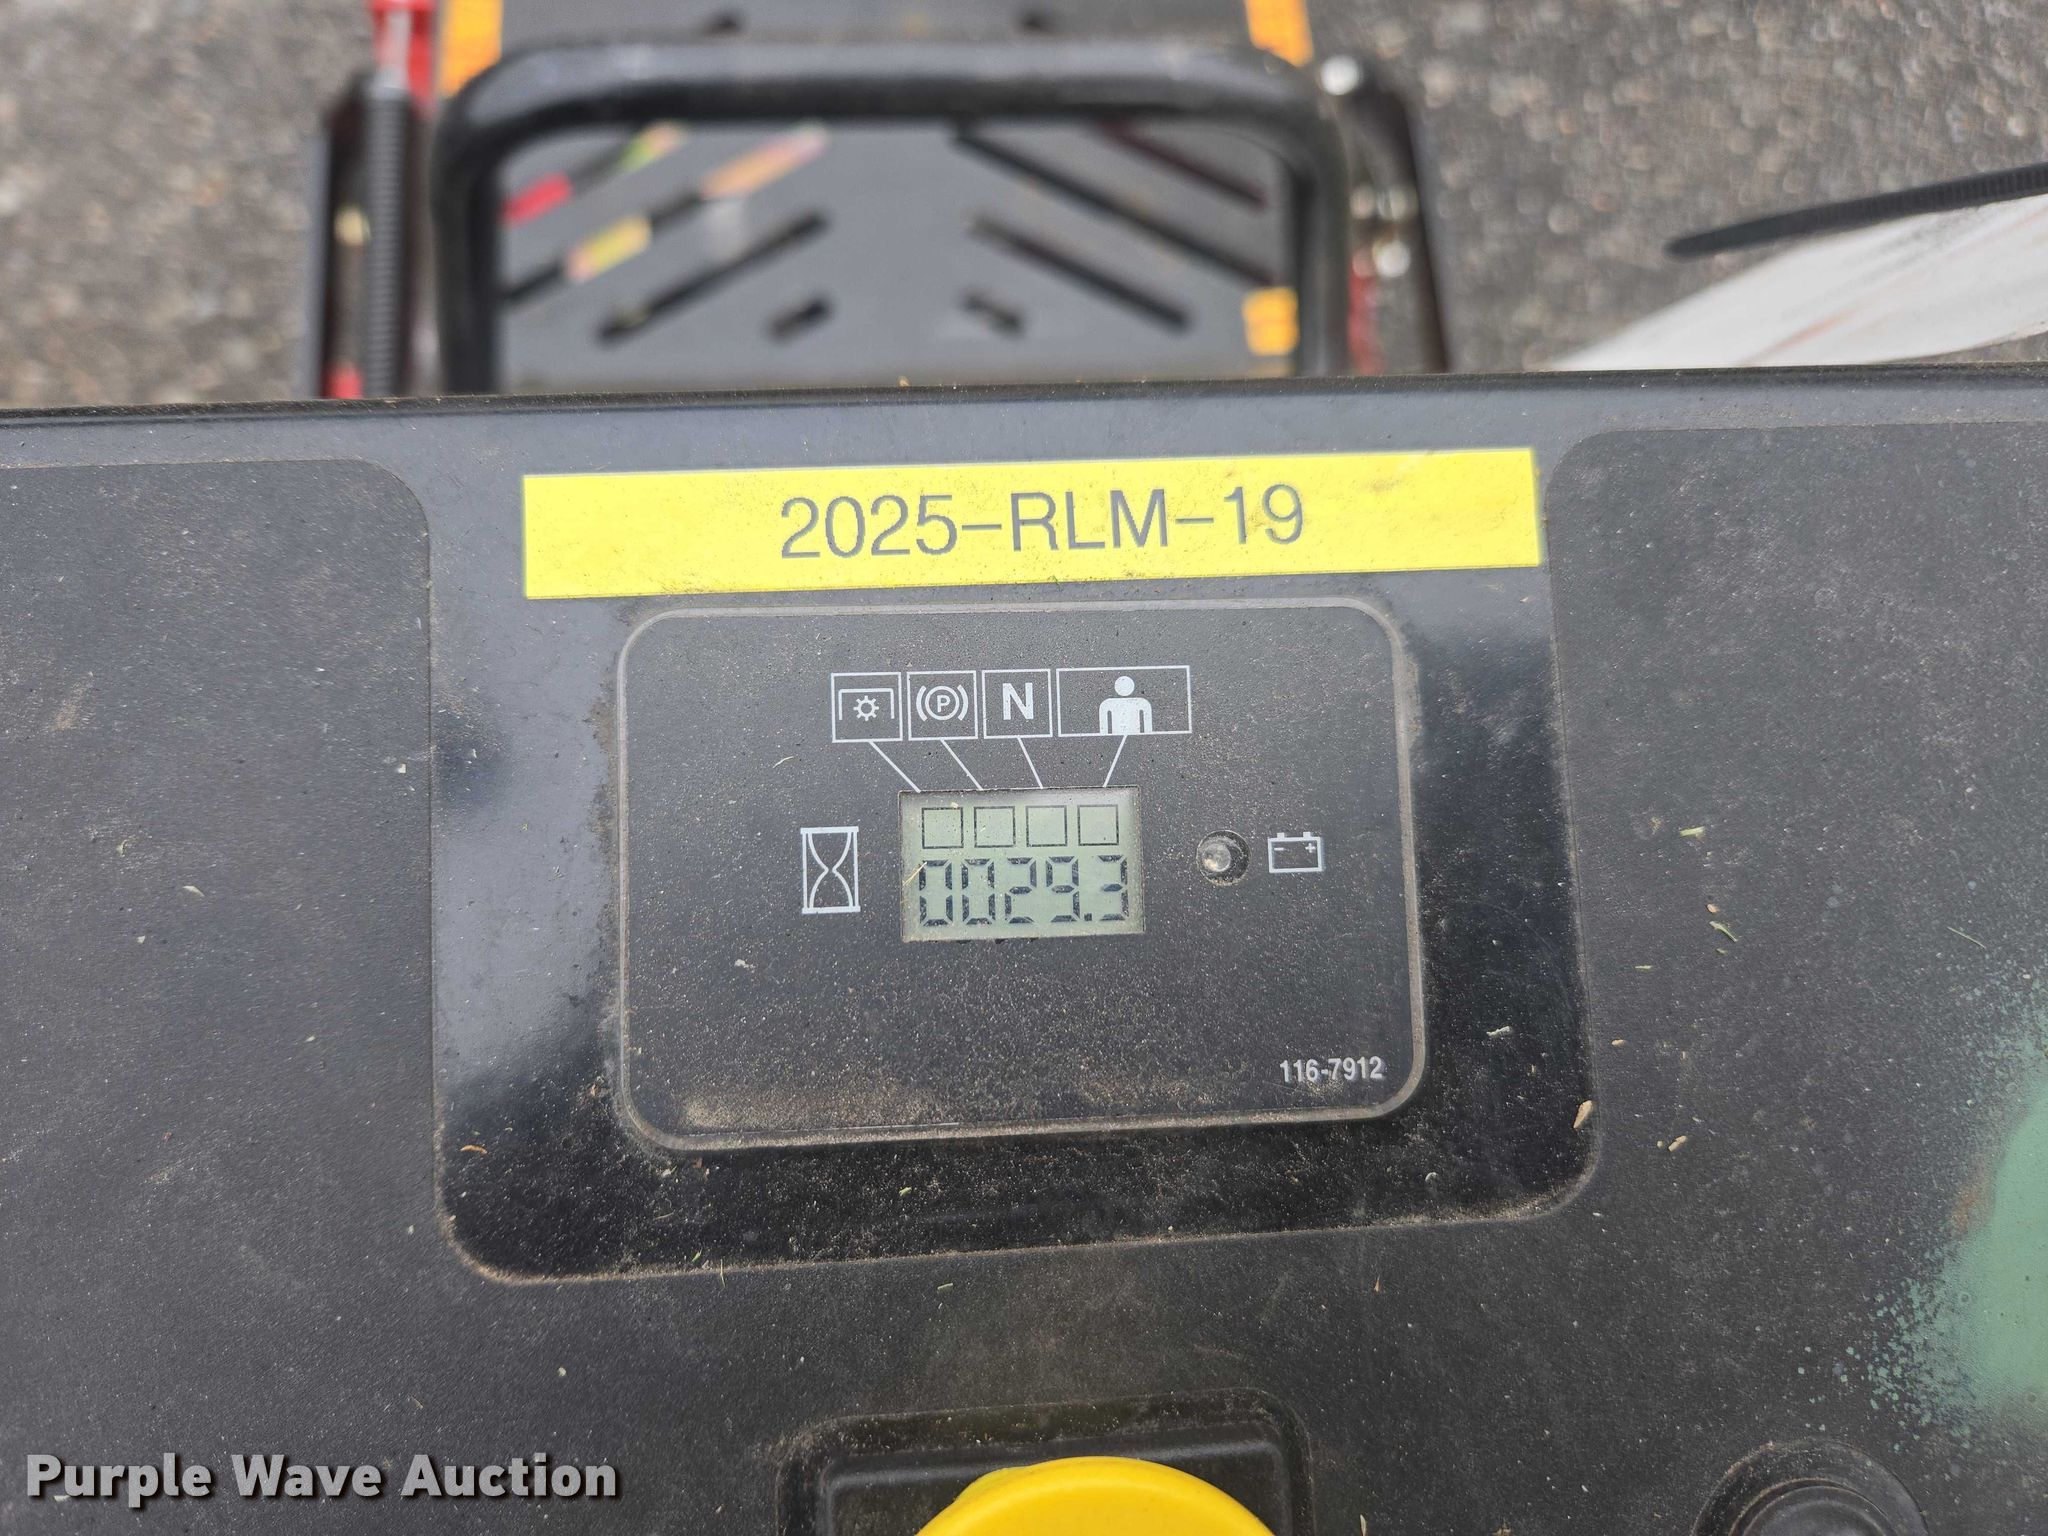 2025-RLM-19
P N
0029.3
116-7912
Purple Wave Auction